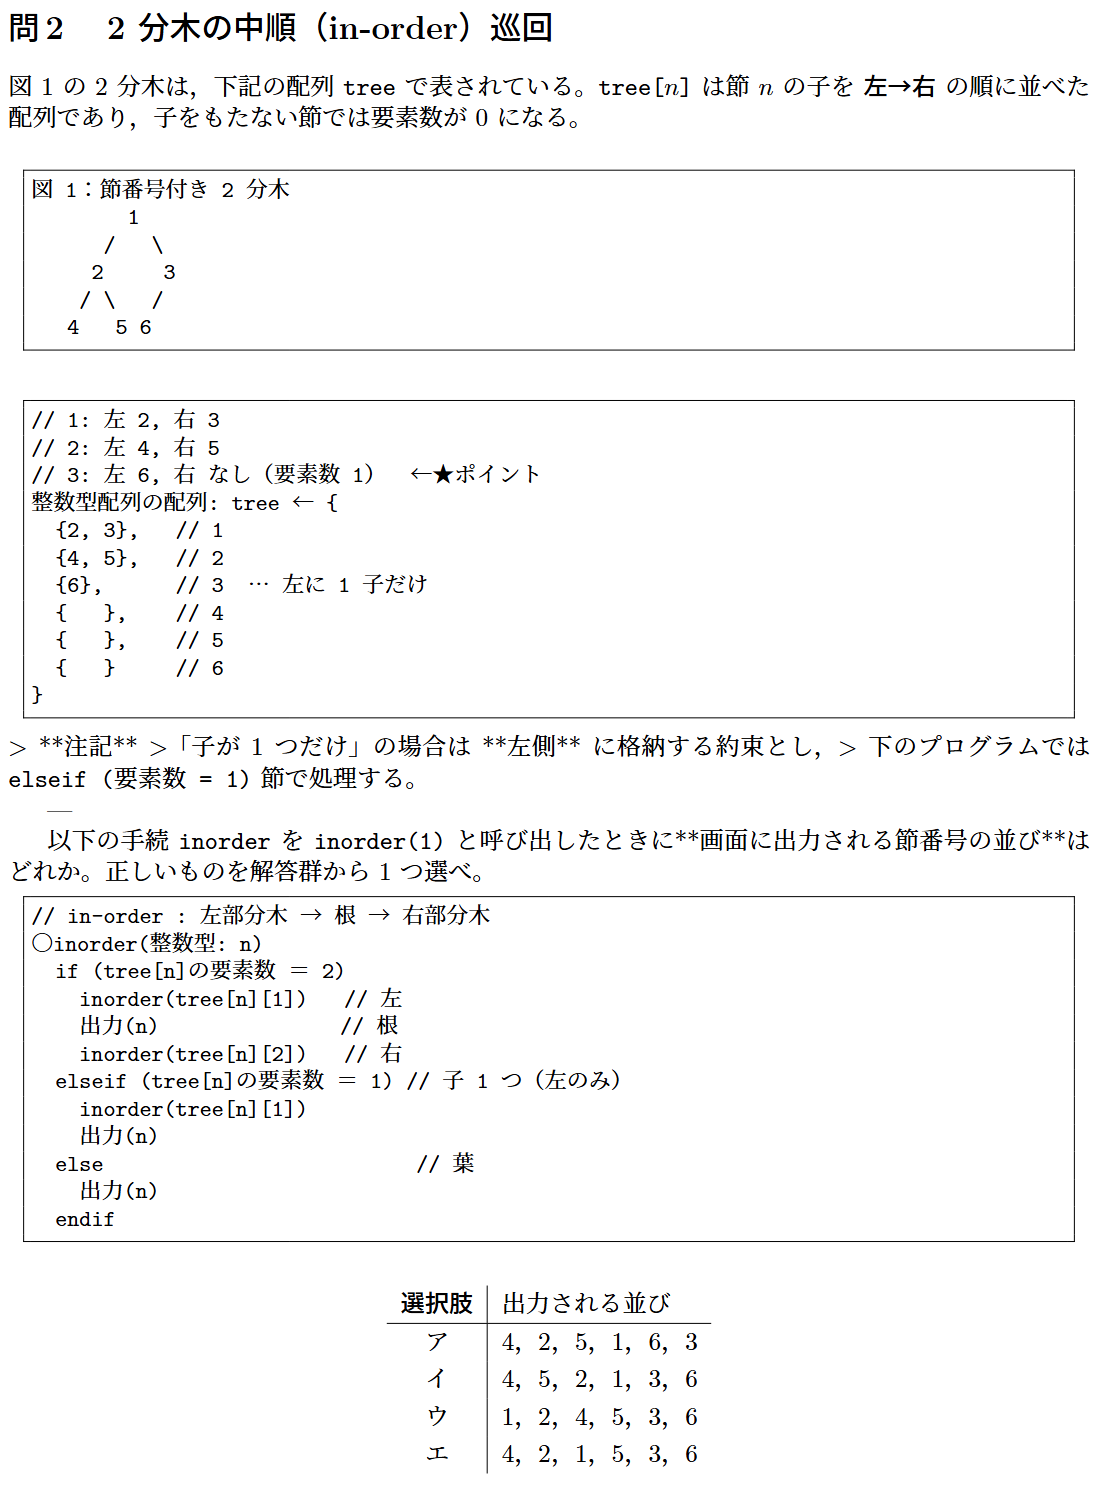 問2　2 分木の中順（in-order）巡回
図 1 の 2 分木は，下記の配列 tree で表されている。tree[n] は節 n の子を 左→右 の順に並べた
配列であり，子をもたない節では要素数が 0 になる。
図 1：節番号付き 2 分木
        1
      /   \
     2     3
    / \   /
   4   5 6
// 1: 左 2, 右 3
// 2: 左 4, 右 5
// 3: 左 6, 右 なし（要素数 1）　←★ポイント
整数型配列の配列: tree ← {
  {2, 3},   // 1
  {4, 5},   // 2
  {6},      // 3  … 左に 1 子だけ
  {   },    // 4
  {   },    // 5
  {   }     // 6
}
> **注記** >「子が 1 つだけ」の場合は **左側** に格納する約束とし，> 下のプログラムでは
elseif (要素数 = 1) 節で処理する。
—
以下の手続 inorder を inorder(1) と呼び出したときに**画面に出力される節番号の並び**は
どれか。正しいものを解答群から 1 つ選べ。
// in-order : 左部分木 → 根 → 右部分木
○inorder(整数型: n)
  if (tree[n]の要素数 ＝ 2)
    inorder(tree[n][1])   // 左
    出力(n)               // 根
    inorder(tree[n][2])   // 右
  elseif (tree[n]の要素数 ＝ 1) // 子 1 つ（左のみ）
    inorder(tree[n][1])
    出力(n)
  else                          // 葉
    出力(n)
  endif
選択肢 出力される並び
ア 4，2，5，1，6，3
イ 4，5，2，1，3，6
ウ 1，2，4，5，3，6
エ 4，2，1，5，3，6